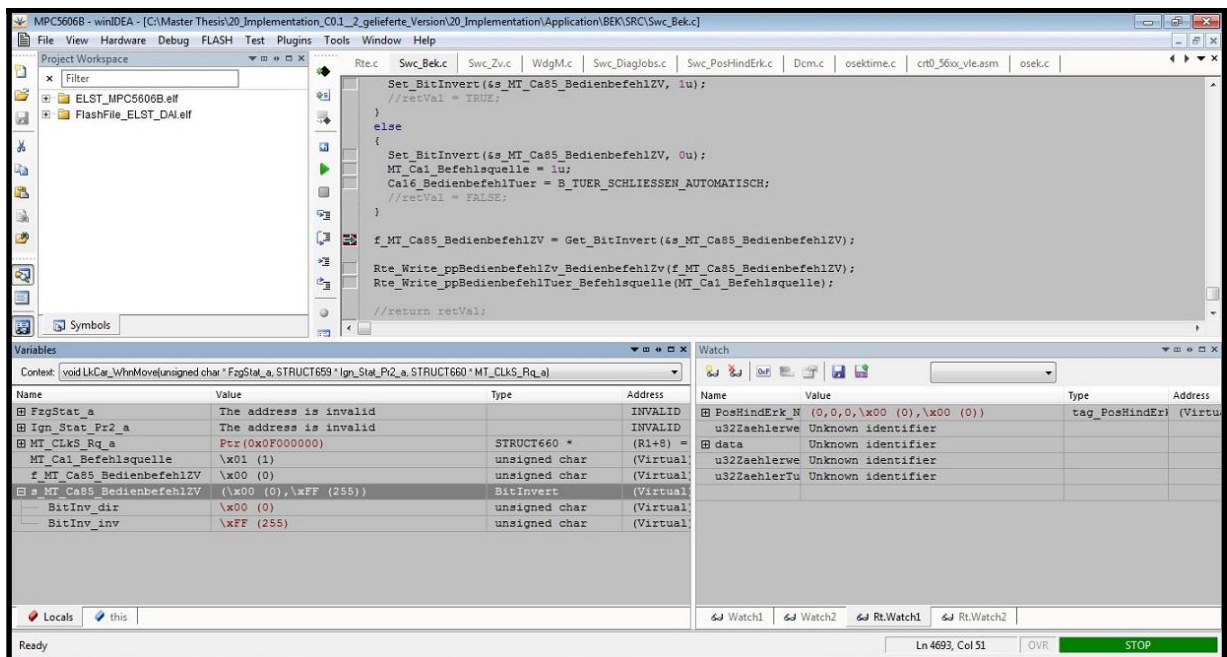 MPC5606B - winIDEA - [C:\Master Thesis\20_Implementation_C0.1__2_gelieferte_Version\20_Implementation\Application\BEK\SRC\Swc_Bek.c]
File View Hardware Debug FLASH Test Plugins Tools Window Help
Project Workspace
Filter
ELST_MPC5606B.elf
FlashFile_ELST_DAI.elf
Symbols
Rte.c Swc_Bek.c Swc_Zv.c WdgM.c Swc_DiagJobs.c Swc_PosHindErk.c Dcm.c osektime.c crt0_56xx_vle.asm osek.c
Set_BitInvert(&s_MT_Ca85_BedienbefehlZV, 1u);
//retVal = TRUE;
}
else
{
Set_BitInvert(&s_MT_Ca85_BedienbefehlZV, 0u);
MT_Ca1_Befehlsquelle = 1u;
Ca16_BedienbefehlTuer = B_TUER_SCHLIESSEN_AUTOMATISCH;
//retVal = FALSE;
}
f_MT_Ca85_BedienbefehlZV = Get_BitInvert(&s_MT_Ca85_BedienbefehlZV);
Rte_Write_ppBedienbefehlZv_BedienbefehlZv(f_MT_Ca85_BedienbefehlZV);
Rte_Write_ppBedienbefehlTuer_Befehlsquelle(MT_Ca1_Befehlsquelle);
//return retVal;
Variables
Context: void LkCar_WhnMove(unsigned char * FzgStat_a, STRUCT659 * Ign_Stat_Pr2_a, STRUCT660 * MT_CLkS_Rq_a)
Name Value Type Address
FzgStat_a The address is invalid INVALID
Ign_Stat_Pr2_a The address is invalid INVALID
MT_CLkS_Rq_a Ptr(0x0F000000) STRUCT660 * (R1+8) =
MT_Ca1_Befehlsquelle \x01 (1) unsigned char (Virtual
f_MT_Ca85_BedienbefehlZV \x00 (0) unsigned char (Virtual
s_MT_Ca85_BedienbefehlZV (\x00 (0),\xFF (255)) BitInvert (Virtual
BitInv_dir \x00 (0) unsigned char (Virtual
BitInv_inv \xFF (255) unsigned char (Virtual
Locals this
Watch
0xF
Name Value Type Address
PosHindErk_N (0,0,0,\x00 (0),\x00 (0)) tag_PosHindErk (Virtua
u32Zaehlerwe Unknown identifier
data Unknown identifier
u32Zaehlerwe Unknown identifier
u32ZaehlerTu Unknown identifier
Watch1 Watch2 Rt.Watch1 Rt.Watch2
Ready Ln 4693, Col 51 OVR STOP